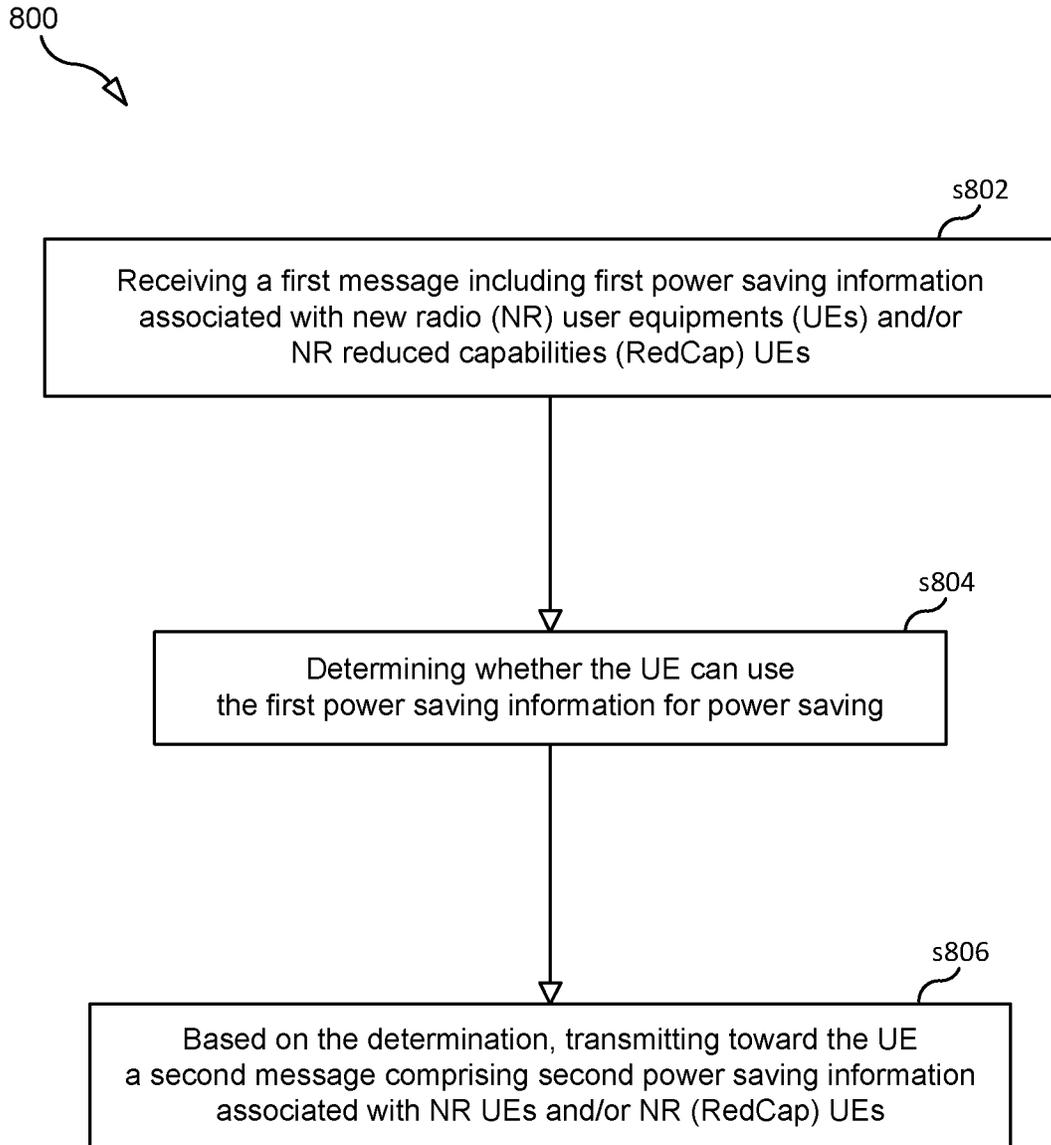 800
s802
Receiving a first message including first power saving information
associated with new radio (NR) user equipments (UEs) and/or
NR reduced capabilities (RedCap) UEs
s804
Determining whether the UE can use
the first power saving information for power saving
s806
Based on the determination, transmitting toward the UE
a second message comprising second power saving information
associated with NR UEs and/or NR (RedCap) UEs